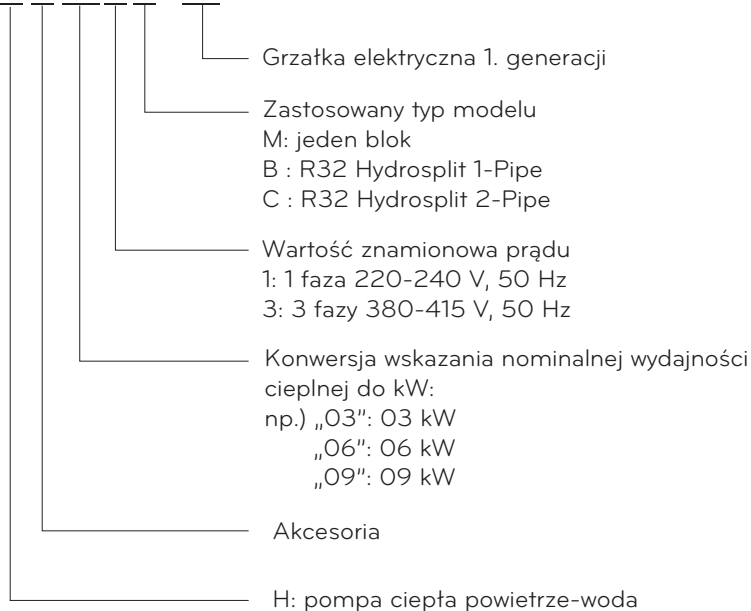 Grzałka elektryczna 1. generacji
Zastosowany typ modelu
M: jeden blok
B : R32 Hydrosplit 1-Pipe
C : R32 Hydrosplit 2-Pipe
Wartość znamionowa prądu
1: 1 faza 220-240 V, 50 Hz
3: 3 fazy 380-415 V, 50 Hz
Konwersja wskazania nominalnej wydajności
cieplnej do kW:
np.) „03”: 03 kW
„06”: 06 kW
„09”: 09 kW
Akcesoria
H: pompa ciepła powietrze-woda